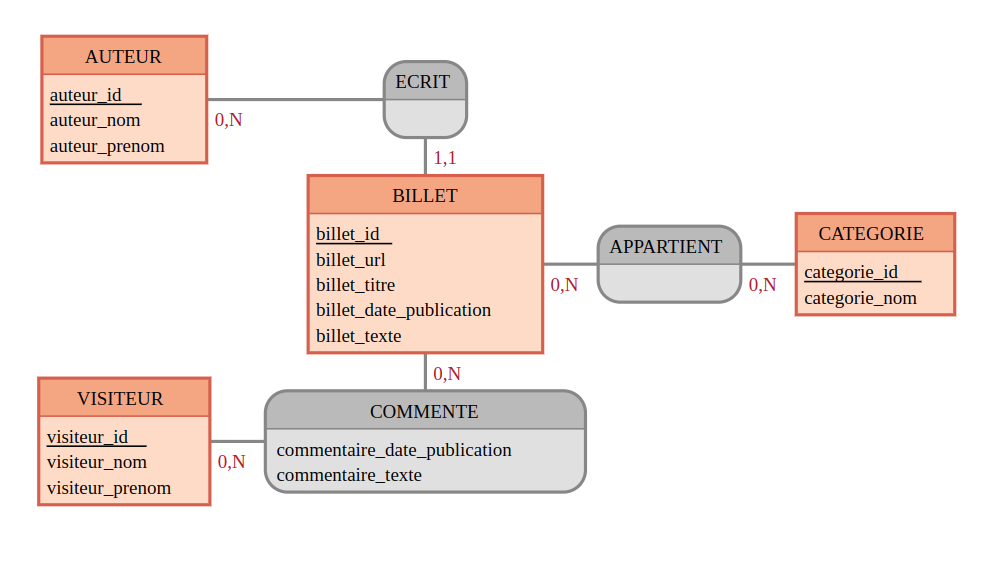 AUTEUR
auteur_id
auteur_nom
auteur_prenom
0,N
ECRIT
1,1
BILLET
billet_id
billet_url
billet_titre
billet_date_publication
billet_texte
0,N
APPARTIENT
0,N
CATEGORIE
categorie_id
categorie_nom
0,N
VISITEUR
visiteur_id
visiteur_nom
visiteur_prenom
0,N
COMMENTE
commentaire_date_publication
commentaire_texte